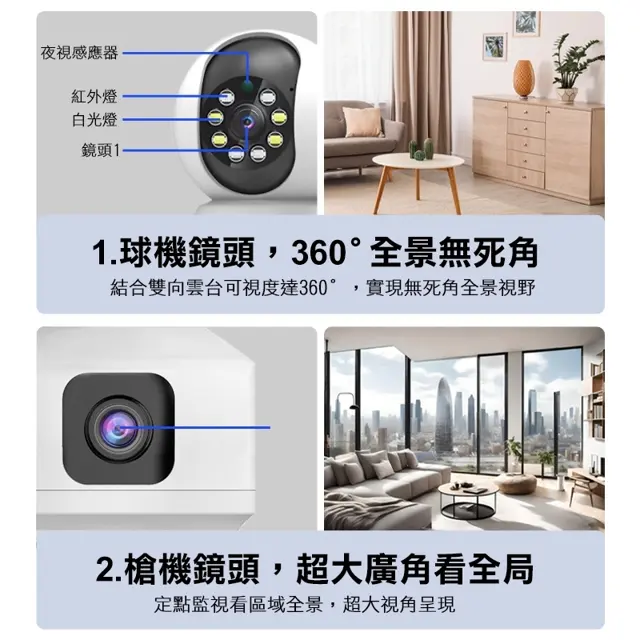 夜視感應器
紅外燈
白光燈
鏡頭1
1.球機鏡頭，360°全景無死角
結合雙向雲台可視度達360°，實現無死角全景視野
2.槍機鏡頭，超大廣角看全局
定點監視看區域全景，超大視角呈現